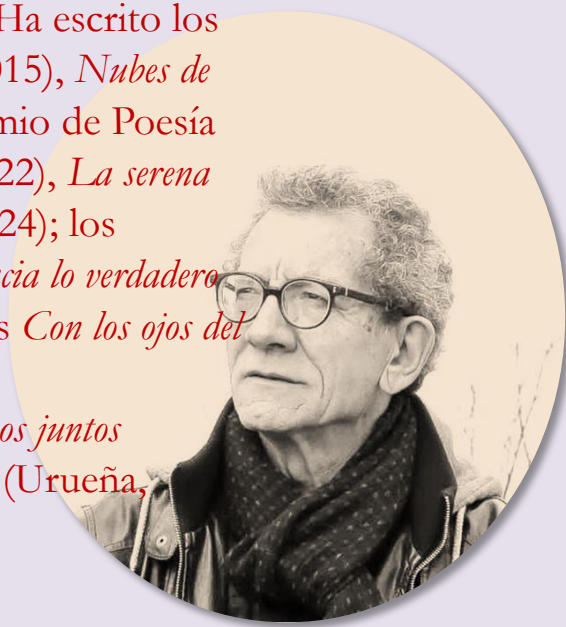 Ha escrito los
015), Nubes de
mio de Poesía
22), La serena
24); los
cia lo verdadero
s Con los ojos del
os juntos
(Urueña,